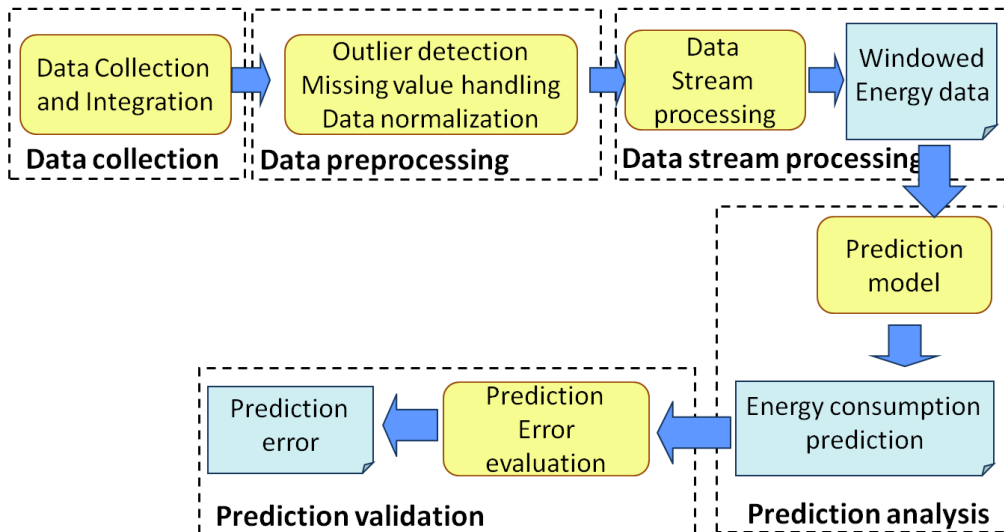 Data Collection
and Integration
Data collection
Outlier detection
Missing value handling
Data normalization
Data preprocessing
Data
Stream
processing
Windowed
Energy data
Data stream processing
Prediction
model
Energy consumption
prediction
Prediction analysis
Prediction
Error
evaluation
Prediction
error
Prediction validation